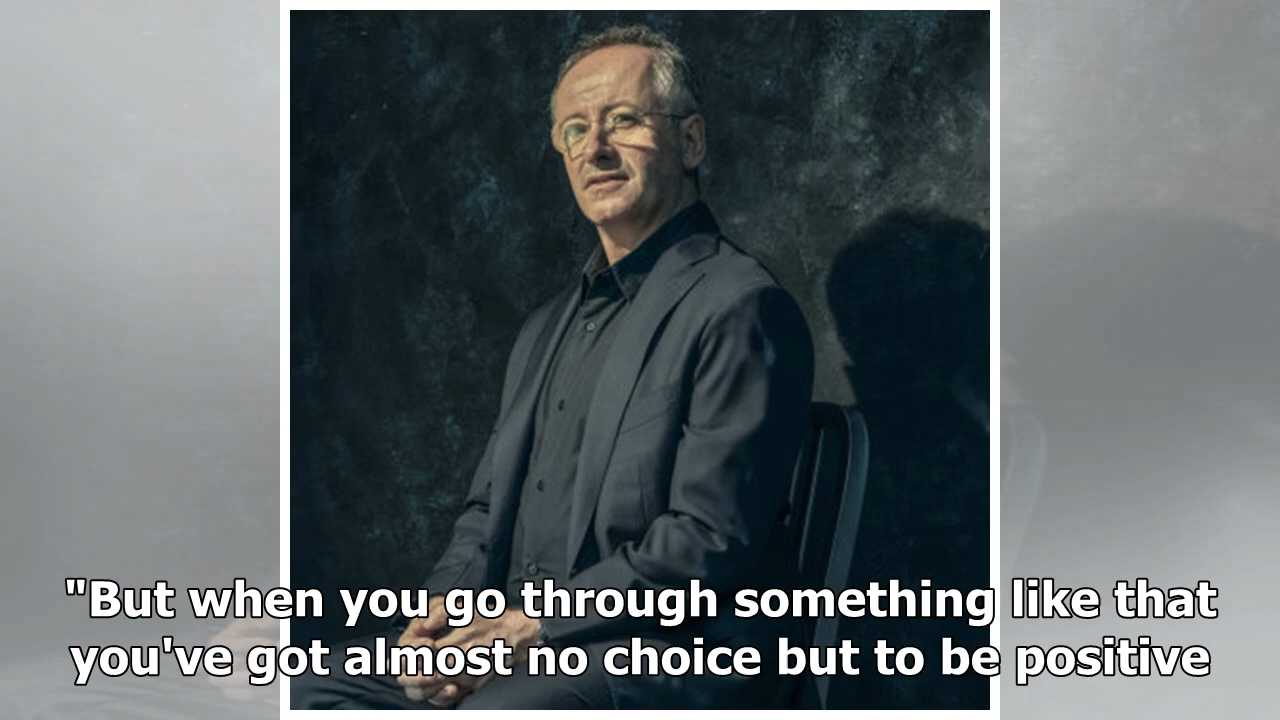 "But when you go through something like that
you've got almost no choice but to be positive